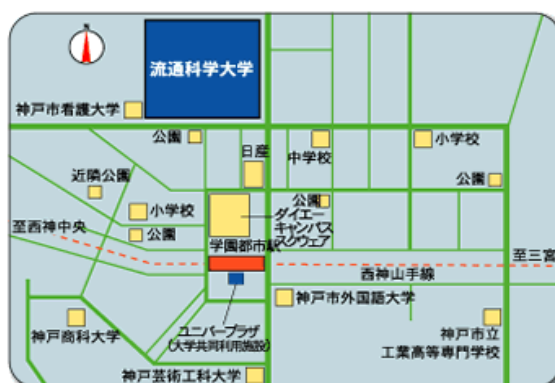 N
流通科学大学
神戸市看護大学
公園
日産
中学校
小学校
近隣公園
公園
公園
小学校
ダイエー
キャンパス
スクウェア
至西神中央
公園
学園都市駅
至三宮
西神山手線
神戸市外国語大学
神戸商科大学
ユニバープラザ
(大学共同利用施設)
神戸市立
工業高等専門学校
神戸芸術工科大学